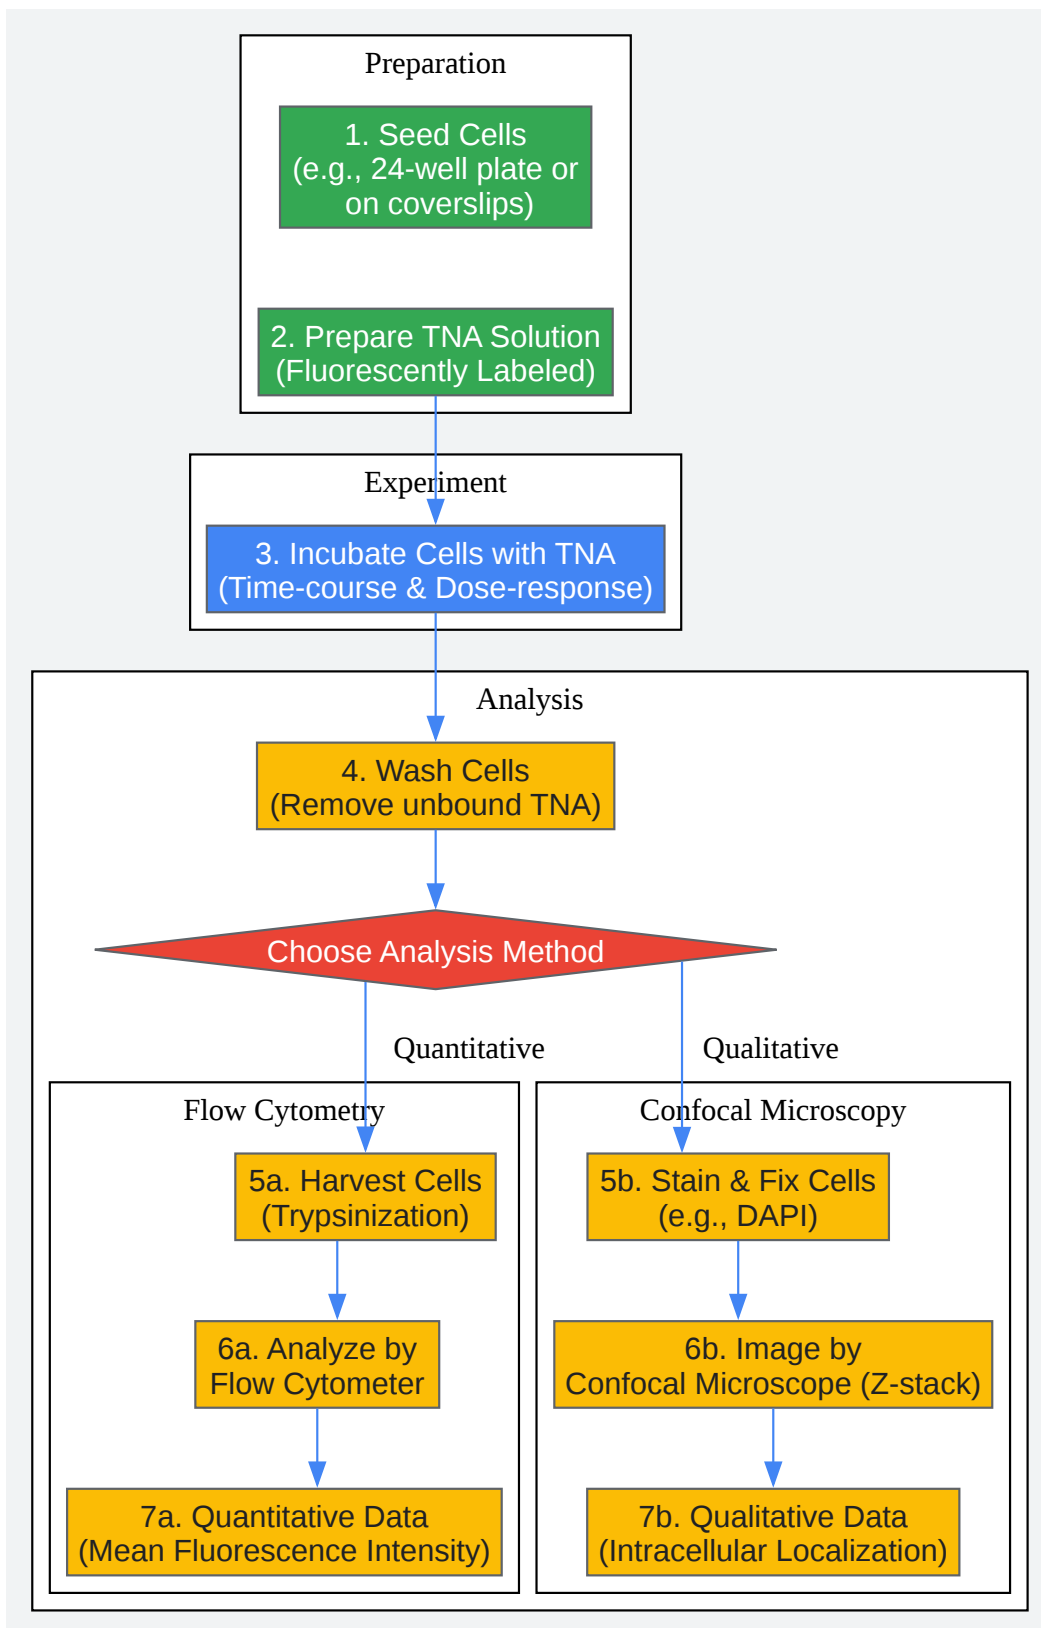 Preparation
1. Seed Cells
(e.g., 24-well plate or
on coverslips)
2. Prepare TNA Solution
(Fluorescently Labeled)
Experiment
3. Incubate Cells with TNA
(Time-course & Dose-response)
Analysis
4. Wash Cells
(Remove unbound TNA)
Choose Analysis Method
Quantitative
Qualitative
Flow Cytometry
5a. Harvest Cells
(Trypsinization)
6a. Analyze by
Flow Cytometer
7a. Quantitative Data
(Mean Fluorescence Intensity)
Confocal Microscopy
5b. Stain & Fix Cells
(e.g., DAPI)
6b. Image by
Confocal Microscope (Z-stack)
7b. Qualitative Data
(Intracellular Localization)